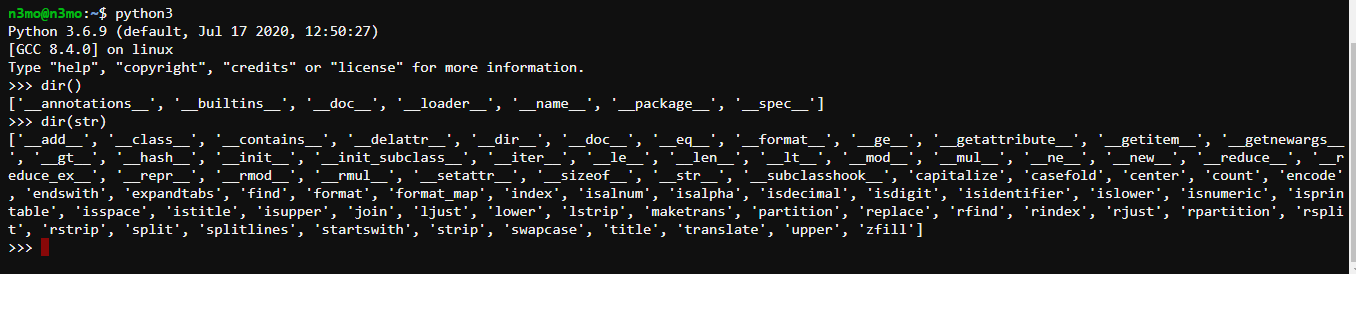 n3mo@n3mo:~$ python3
Python 3.6.9 (default, Jul 17 2020, 12:50:27)
[GCC 8.4.0] on linux
Type "help", "copyright", "credits" or "license" for more information.
>>> dir()
['__annotations__', '__builtins__', '__doc__', '__loader__', '__name__', '__package__', '__spec__']
>>> dir(str)
['__add__', '__class__', '__contains__', '__delattr__', '__dir__', '__doc__', '__eq__', '__format__', '__ge__', '__getattribute__', '__getitem__', '__getnewargs__
', '__gt__', '__hash__', '__init__', '__init_subclass__', '__iter__', '__le__', '__len__', '__lt__', '__mod__', '__mul__', '__ne__', '__new__', '__reduce__', '__r
educe_ex__', '__repr__', '__rmod__', '__rmul__', '__setattr__', '__sizeof__', '__str__', '__subclasshook__', 'capitalize', 'casefold', 'center', 'count', 'encode'
, 'endswith', 'expandtabs', 'find', 'format', 'format_map', 'index', 'isalnum', 'isalpha', 'isdecimal', 'isdigit', 'isidentifier', 'islower', 'isnumeric', 'isprin
table', 'isspace', 'istitle', 'isupper', 'join', 'ljust', 'lower', 'lstrip', 'maketrans', 'partition', 'replace', 'rfind', 'rindex', 'rjust', 'rpartition', 'rspli
t', 'rstrip', 'split', 'splitlines', 'startswith', 'strip', 'swapcase', 'title', 'translate', 'upper', 'zfill']
>>>